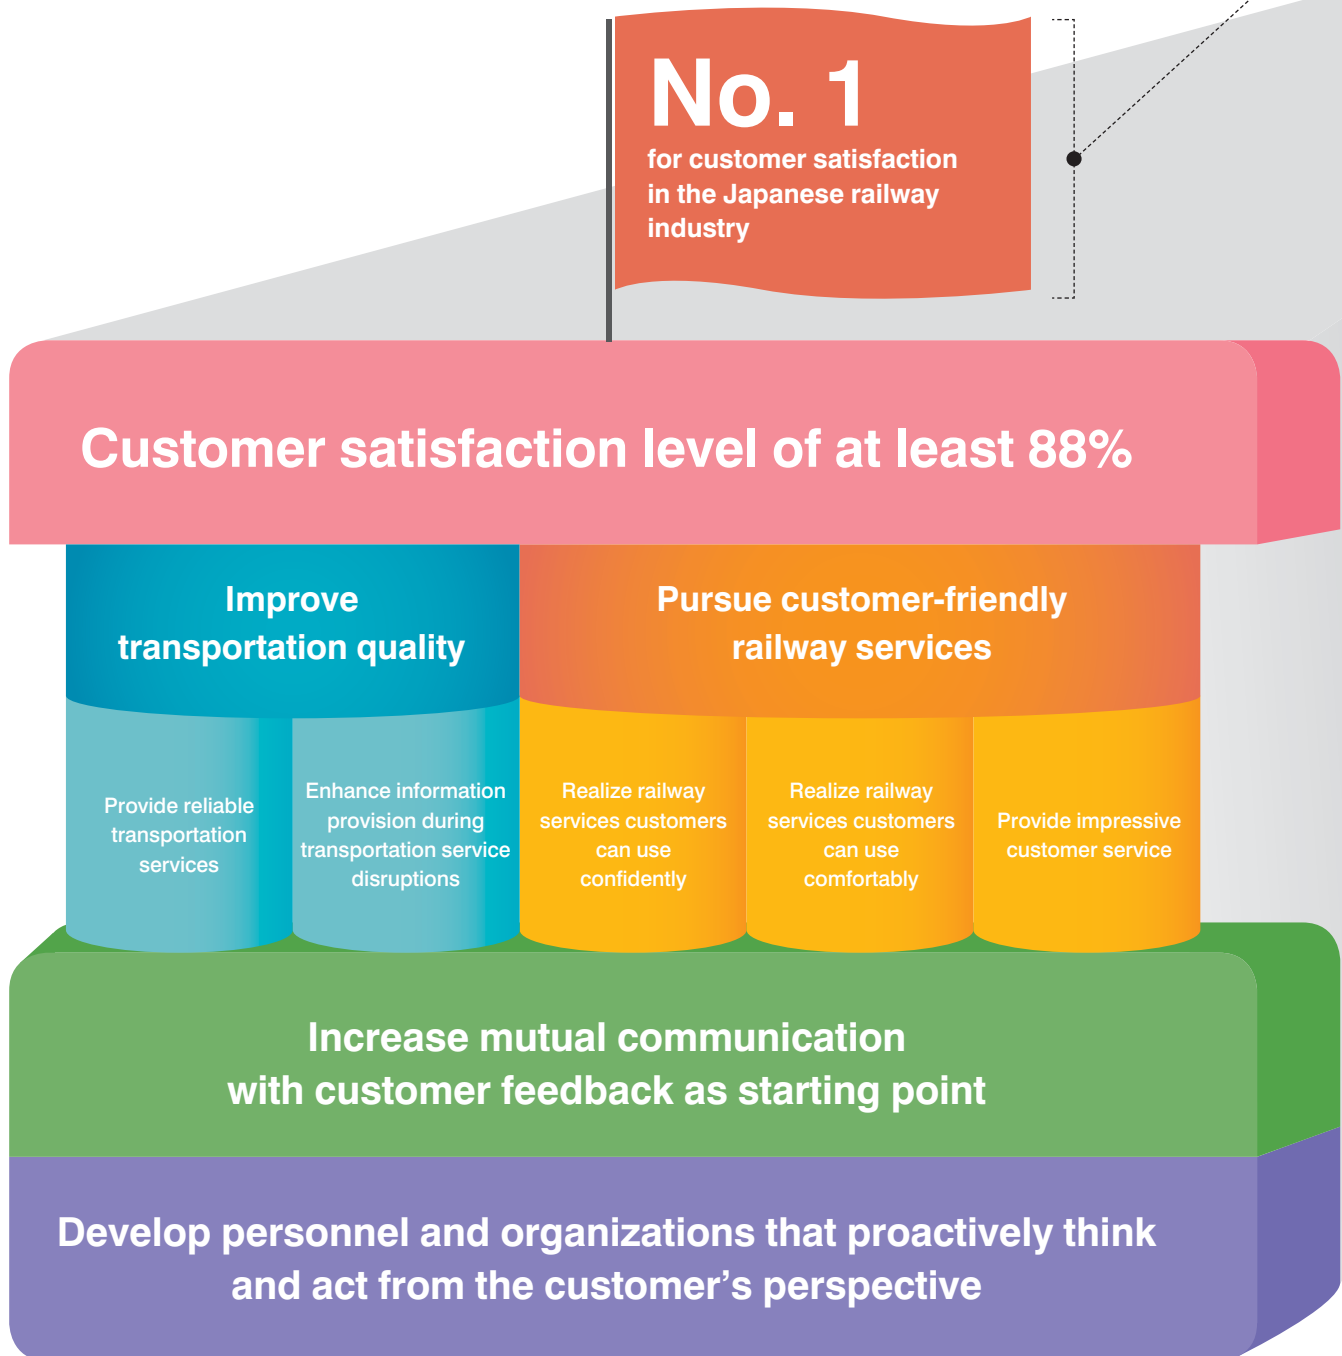 No. 1
for customer satisfaction
in the Japanese railway
industry
Customer satisfaction level of at least 88%
Improve
transportation quality
Pursue customer-friendly
railway services
Provide reliable
transportation
services
Enhance information
provision during
transportation service
disruptions
Realize railway
services customers
can use
confidently
Realize railway
services customers
can use
comfortably
Provide impressive
customer service
Increase mutual communication
with customer feedback as starting point
Develop personnel and organizations that proactively think
and act from the customer’s perspective